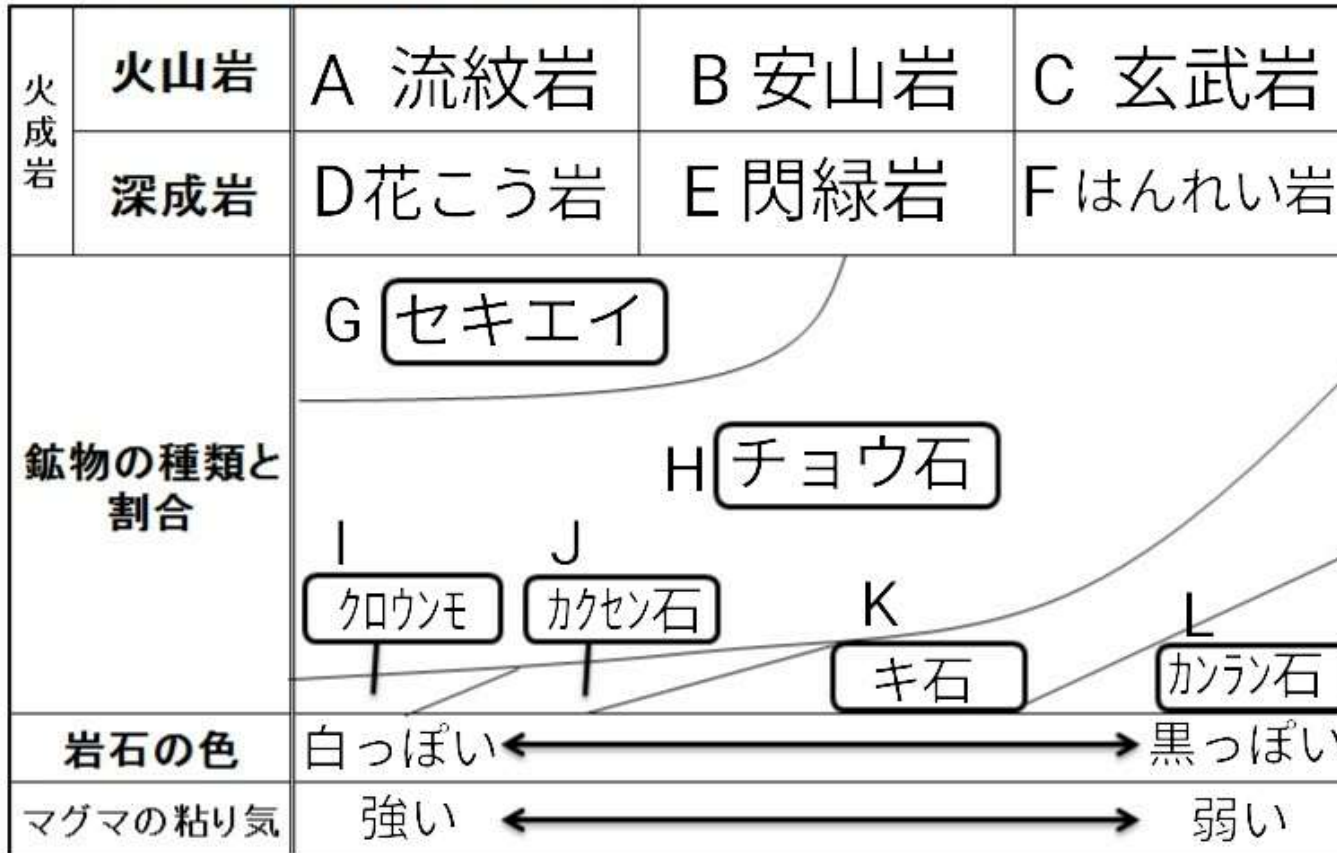 火成岩
火山岩
A 流紋岩
B 安山岩
C 玄武岩
深成岩
D花こう岩
E 閃緑岩
F はんれい岩
鉱物の種類と
割合
G セキエイ
H チョウ石
I
クロウンモ
J
カクセン石
K
キ石
L
カンラン石
岩石の色
白っぽい
黒っぽい
マグマの粘り気
強い
弱い